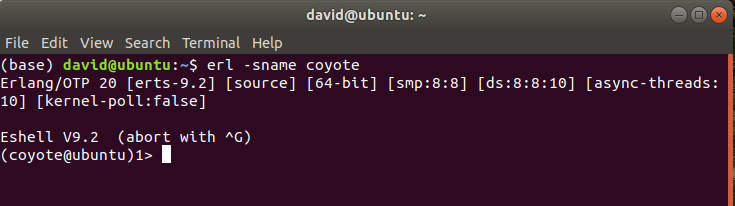 david@ubuntu: ~
File Edit View Search Terminal Help
(base) david@ubuntu:~$ erl -sname coyote
Erlang/OTP 20 [erts-9.2] [source] [64-bit] [smp:8:8] [ds:8:8:10] [async-threads:
10] [kernel-poll:false]
Eshell V9.2  (abort with ^G)
(coyote@ubuntu)1>